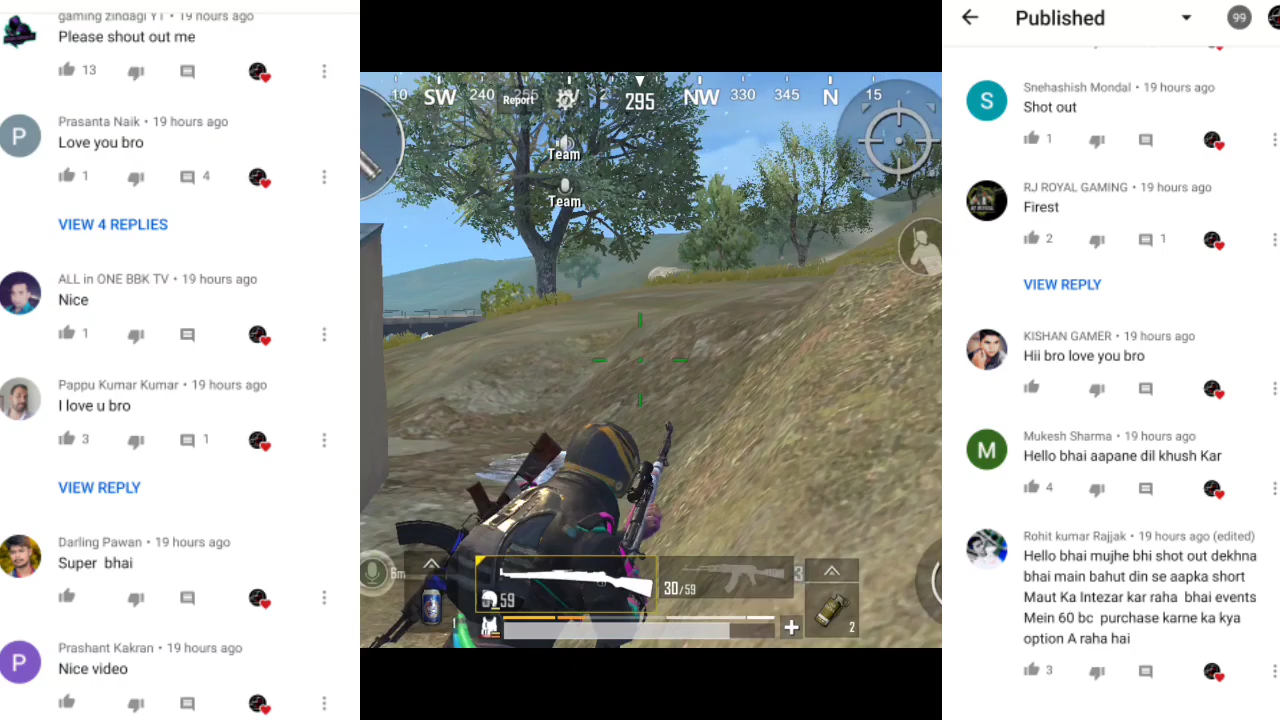 gaming zindagi YT • 19 hours ago
Please shout out me
13
P
Prasanta Naik • 19 hours ago
Love you bro
1
4
VIEW 4 REPLIES
ALL in ONE BBK TV • 19 hours ago
Nice
1
Pappu Kumar Kumar • 19 hours ago
I love u bro
3
1
VIEW REPLY
Darling Pawan • 19 hours ago
Super bhai
P
Prashant Kakran • 19 hours ago
Nice video
10 SW 240 255 W 2 295 NW 330 345 N 15
Report
Team
Team
6m
59
30/59
3
1
2
Published
99
S
Snehashish Mondal • 19 hours ago
Shot out
1
RJ ROYAL GAMING • 19 hours ago
Firest
2
1
VIEW REPLY
KISHAN GAMER • 19 hours ago
Hii bro love you bro
M
Mukesh Sharma • 19 hours ago
Hello bhai aapane dil khush Kar
4
Rohit kumar Rajjak • 19 hours ago (edited)
Hello bhai mujhe bhi shot out dekhna
bhai main bahut din se aapka short
Maut Ka Intezar kar raha bhai events
Mein 60 bc purchase karne ka kya
option A raha hai
3